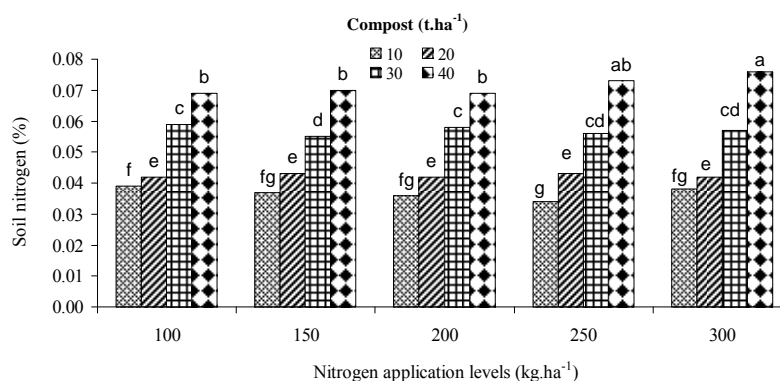 Compost (t.ha⁻¹)
10 20
30 40
Soil nitrogen (%)
0.08
0.07
0.06
0.05
0.04
0.03
0.02
0.01
0.00
f e c b
fg e d b
fg e c b
g e cd ab
fg e cd a
100 150 200 250 300
Nitrogen application levels (kg.ha⁻¹)